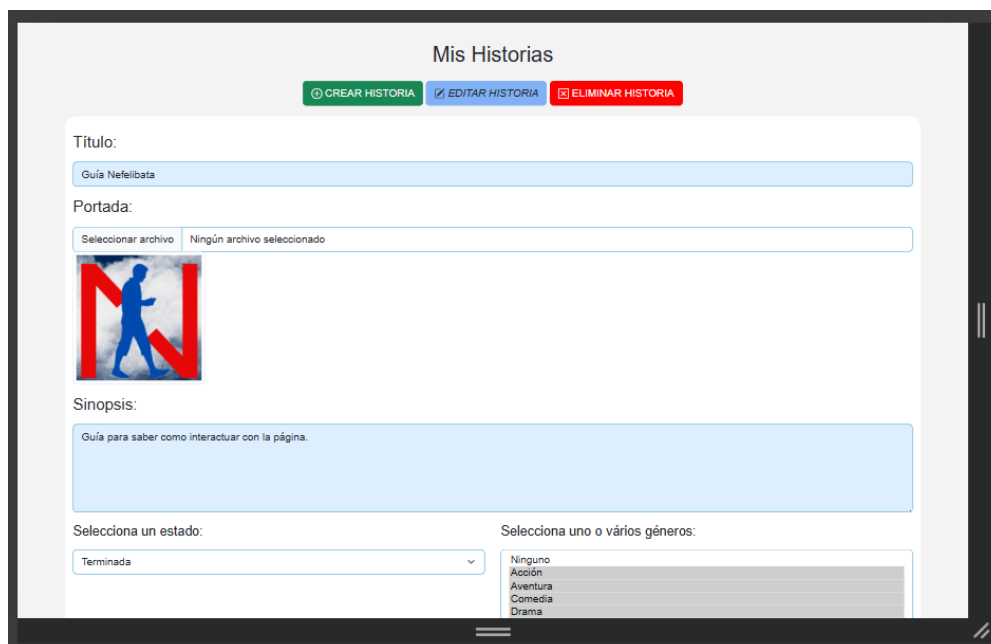 Mis Historias
CREAR HISTORIA EDITAR HISTORIA ELIMINAR HISTORIA
Título:
Guía Nefelibata
Portada:
Seleccionar archivo Ningún archivo seleccionado
N
Sinopsis:
Guía para saber como interactuar con la página.
Selecciona un estado: Selecciona uno o vários géneros:
Terminada Ninguno
Acción
Aventura
Comedia
Drama